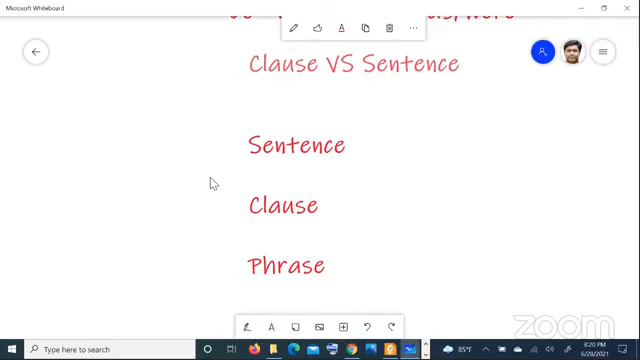 Microsoft Whiteboard
Clause VS Sentence
Sentence
Clause
Phrase
zoom
Type here to search
85°F
8:20 PM
6/28/2021